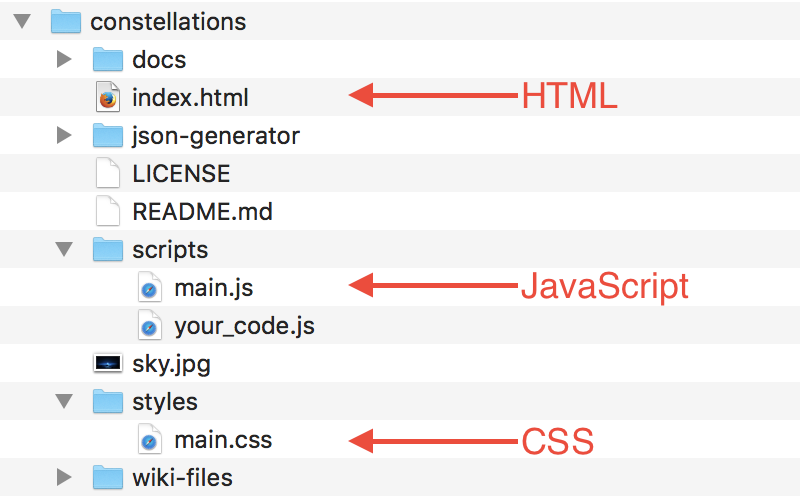 constellations
docs
index.html HTML
json-generator
LICENSE
README.md
scripts
main.js JavaScript
your_code.js
sky.jpg
styles
main.css CSS
wiki-files